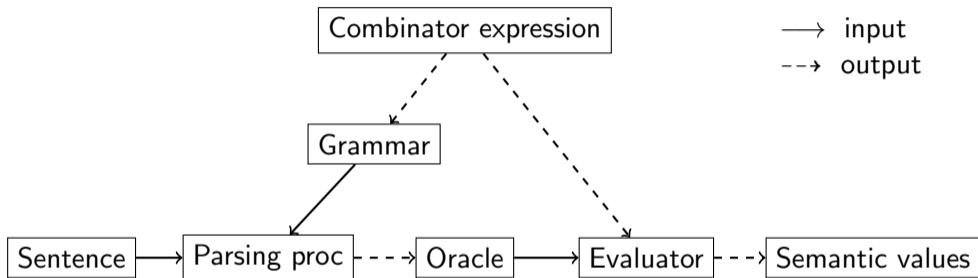 Combinator expression
input
output
Grammar
Sentence
Parsing proc
Oracle
Evaluator
Semantic values